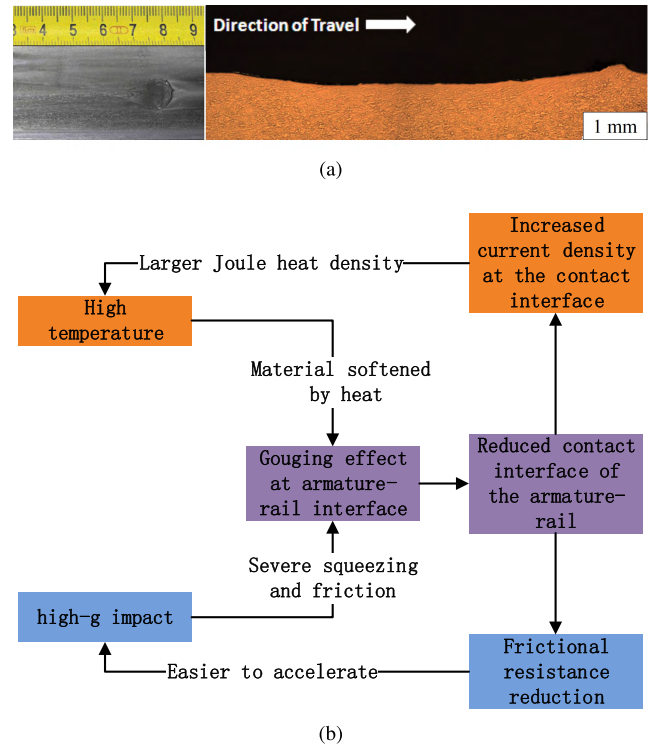 3 cm 4 5 6 7 8 9
Direction of Travel
1 mm
(a)
Increased
current density
at the contact
interface
Larger Joule heat density
High
temperature
Material softened
by heat
Gouging effect
at armature-
rail interface
Reduced contact
interface of
the armature-
rail
Severe squeezing
and friction
high-g impact
Easier to accelerate
Frictional
resistance
reduction
(b)